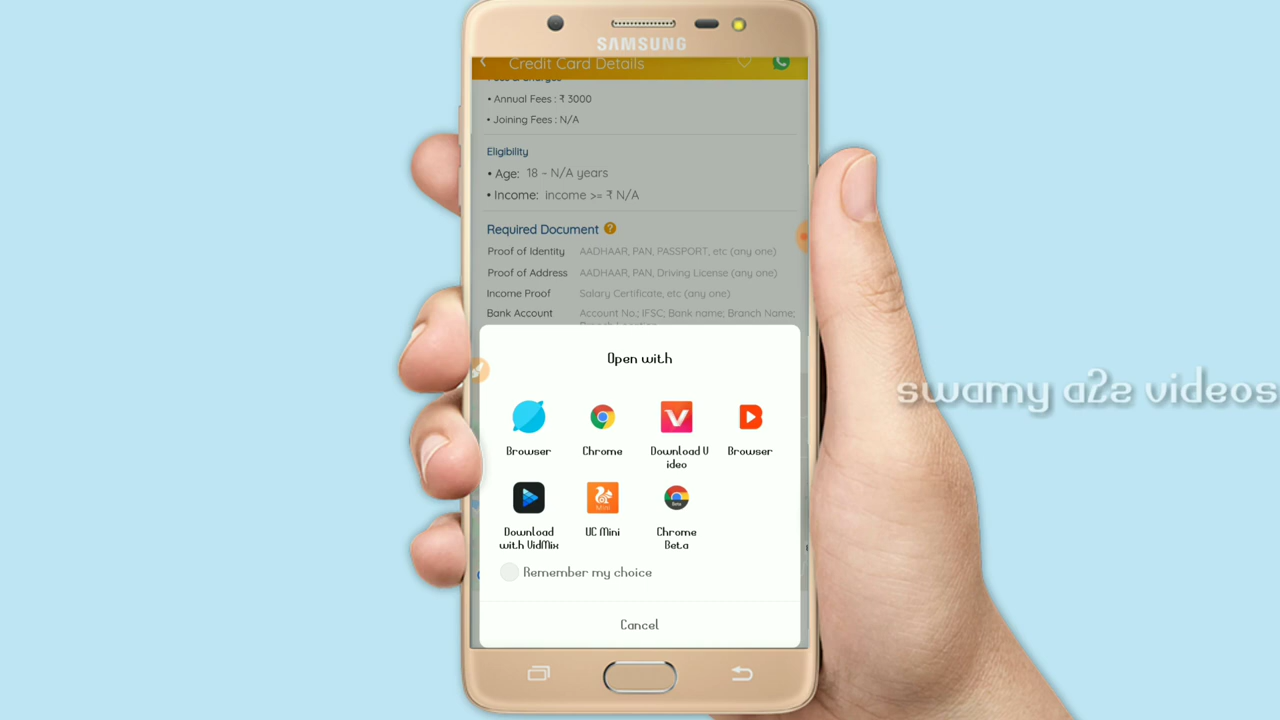 SAMSUNG
Credit Card Details
• Annual Fees : ₹ 3000
• Joining Fees : N/A
Eligibility
• Age: 18 – N/A years
• Income: income >= ₹ N/A
Required Document ?
Proof of Identity AADHAAR, PAN, PASSPORT, etc (any one)
Proof of Address AADHAAR, PAN, Driving License (any one)
Income Proof Salary Certificate, etc (any one)
Bank Account Account No.; IFSC; Bank name; Branch Name;
Open with
Browser
Chrome
Download V
ideo
Browser
Download
with VidMix
Mini
UC Mini
Beta
Chrome
Beta
Remember my choice
Cancel
swamy a2z videos